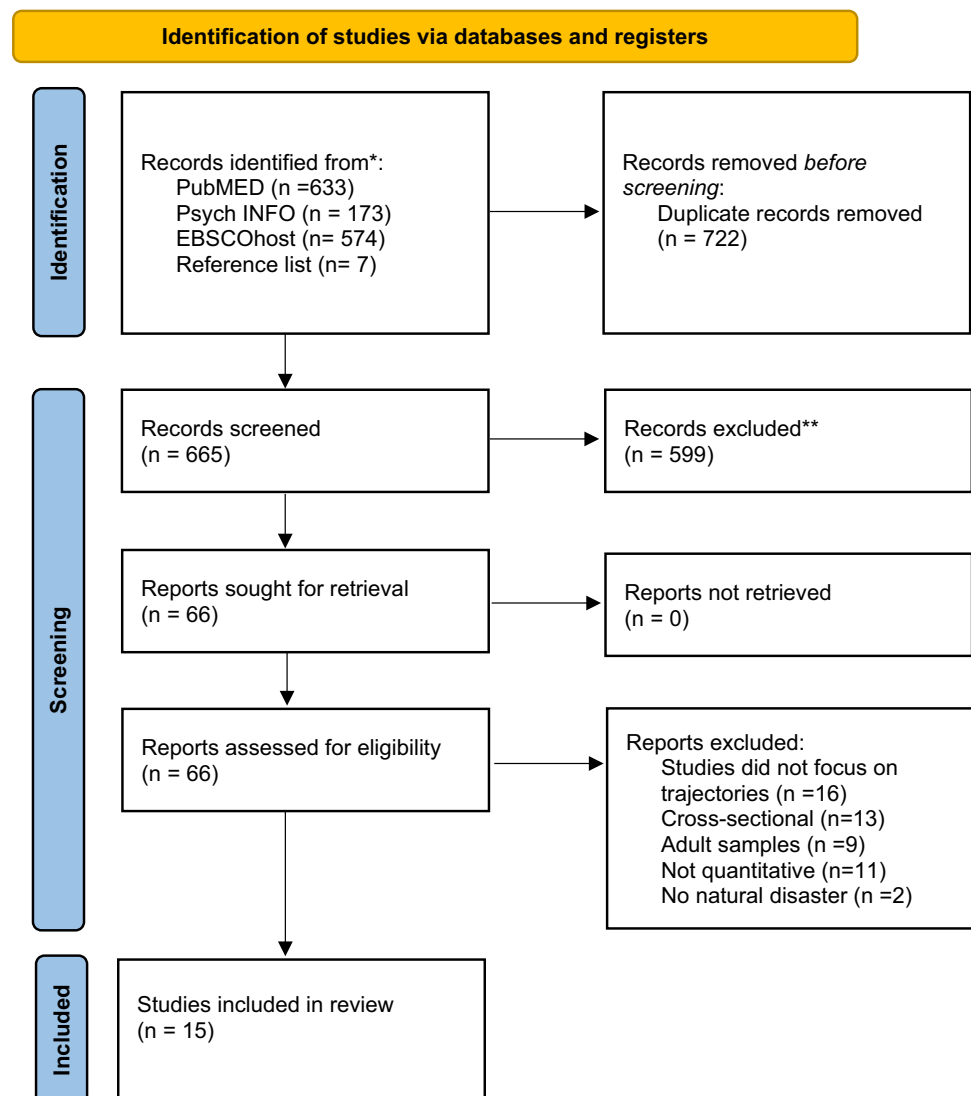 Identification of studies via databases and registers
Identification
Records identified from*:
PubMED (n =633)
Psych INFO (n = 173)
EBSCOhost (n= 574)
Reference list (n= 7)
Records removed before
screening:
Duplicate records removed
(n = 722)
Screening
Records screened
(n = 665)
Records excluded**
(n = 599)
Reports sought for retrieval
(n = 66)
Reports not retrieved
(n = 0)
Reports assessed for eligibility
(n = 66)
Reports excluded:
Studies did not focus on
trajectories (n =16)
Cross-sectional (n=13)
Adult samples (n =9)
Not quantitative (n=11)
No natural disaster (n =2)
Included
Studies included in review
(n = 15)